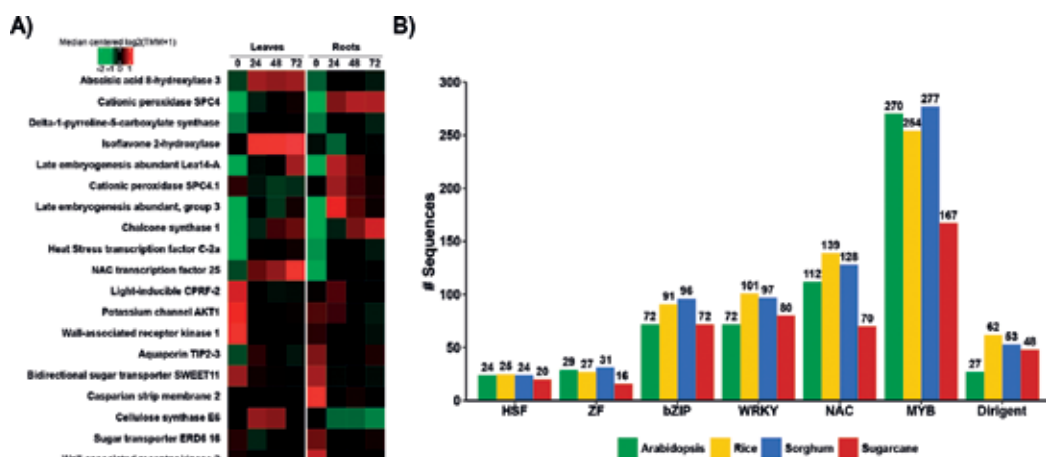 A)
Median centered log2(TMM+1)
-2 -1 0 1
Leaves Roots
0 24 48 72 0 24 48 72
Abscisic acid 8-hydroxylase 3
Cationic peroxidase SPC4
Delta-1-pyrroline-5-carboxylate synthase
Isoflavone 2-hydroxylase
Late embryogenesis abundant Lea14-A
Cationic peroxidase SPC4.1
Late embryogenesis abundant, group 3
Chalcone synthase 1
Heat Stress transcription factor C-2a
NAC transcription factor 25
Light-inducible CPRF-2
Potassium channel AKT1
Wall-associated receptor kinase 1
Aquaporin TIP2-3
Bidirectional sugar transporter SWEET11
Casparian strip membrane 2
Cellulose synthase E6
Sugar transporter ERD6 16
B)
# Sequences
300
250
200
150
100
50
0
24 25 24 20
29 27 31 16
72 91 96 72
72 101 97 80
112 139 128 70
270 254 277 167
27 62 53 48
HSF ZF bZIP WRKY NAC MYB Dirigent
Arabidopsis Rice Sorghum Sugarcane